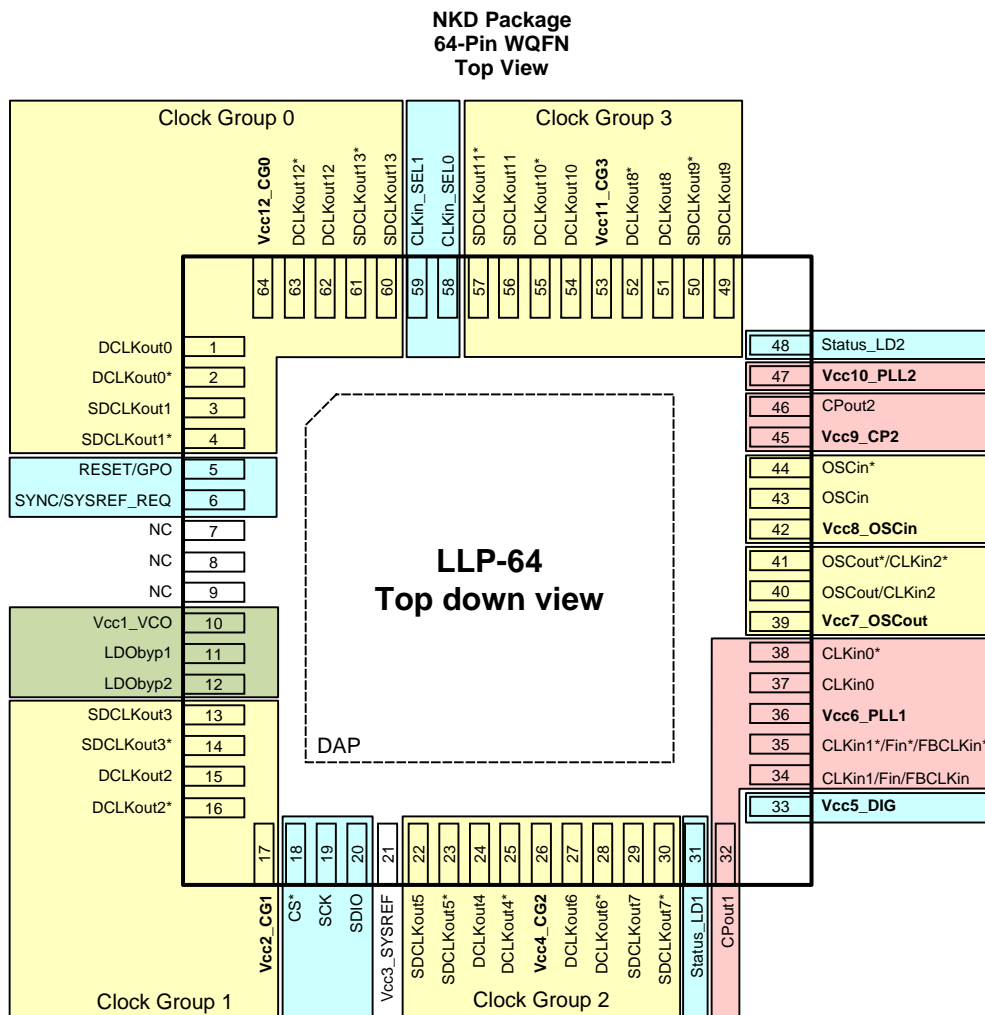 NKD Package
64-Pin WQFN
Top View
Clock Group 0
Clock Group 3
Vcc12_CG0
DCLKout12*
DCLKout12
SDCLKout13*
SDCLKout13
CLKin_SEL1
CLKin_SEL0
SDCLKout11*
SDCLKout11
DCLKout10*
DCLKout10
Vcc11_CG3
DCLKout8*
DCLKout8
SDCLKout9*
SDCLKout9
64
63
62
61
60
59
58
57
56
55
54
53
52
51
50
49
DCLKout0 1
DCLKout0* 2
SDCLKout1 3
SDCLKout1* 4
RESET/GPO 5
SYNC/SYSREF_REQ 6
NC 7
NC 8
NC 9
Vcc1_VCO 10
LDObyp1 11
LDObyp2 12
SDCLKout3 13
SDCLKout3* 14
DCLKout2 15
DCLKout2* 16
LLP-64
Top down view
DAP
48 Status_LD2
47 Vcc10_PLL2
46 CPout2
45 Vcc9_CP2
44 OSCin*
43 OSCin
42 Vcc8_OSCin
41 OSCout*/CLKin2*
40 OSCout/CLKin2
39 Vcc7_OSCout
38 CLKin0*
37 CLKin0
36 Vcc6_PLL1
35 CLKin1*/Fin*/FBCLKin*
34 CLKin1/Fin/FBCLKin
33 Vcc5_DIG
17
18
19
20
21
22
23
24
25
26
27
28
29
30
31
32
Vcc2_CG1
CS*
SCK
SDIO
Vcc3_SYSREF
SDCLKout5
SDCLKout5*
DCLKout4
DCLKout4*
Vcc4_CG2
DCLKout6
DCLKout6*
SDCLKout7
SDCLKout7*
Status_LD1
CPout1
Clock Group 1
Clock Group 2